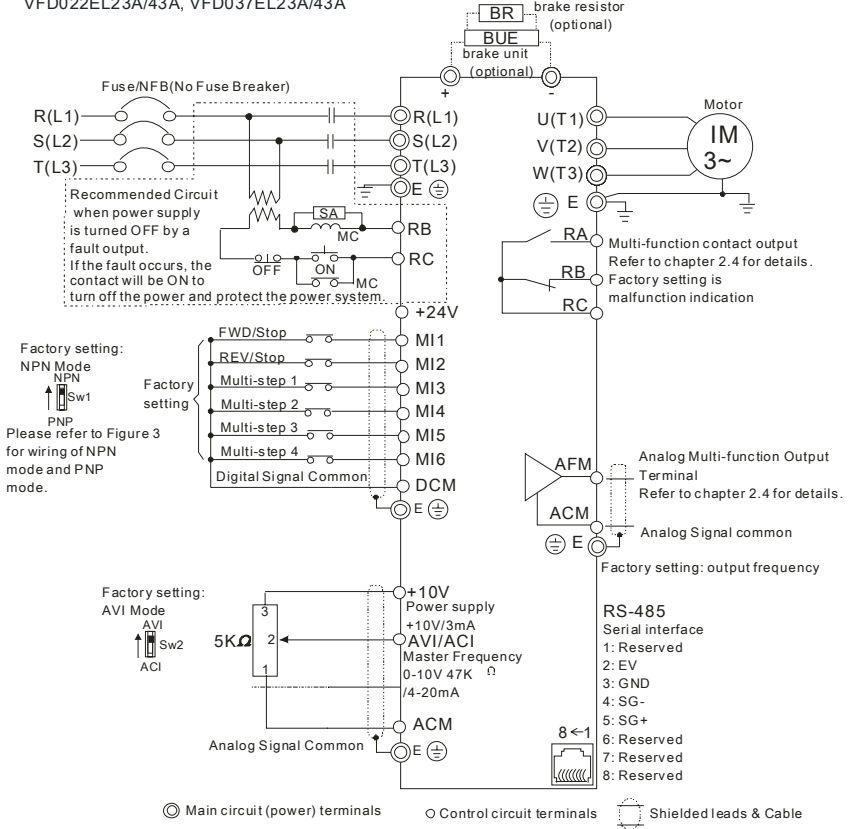 VFD022EL23A/43A, VFD037EL23A/43A
BR
brake resistor
(optional)
BUE
brake unit
(optional)
+
-
Fuse/NFB(No Fuse Breaker)
R(L1)
S(L2)
T(L3)
R(L1)
S(L2)
T(L3)
E
U(T1)
V(T2)
W(T3)
E
Motor
IM
3~
Recommended Circuit
when power supply
is turned OFF by a
fault output.
If the fault occurs, the
contact will be ON to
turn off the power and protect the power system.
SA
MC
OFF
ON
MC
RB
RC
RA
RB
RC
Multi-function contact output
Refer to chapter 2.4 for details.
Factory setting is
malfunction indication
+24V
FWD/Stop
MI1
REV/Stop
MI2
Multi-step 1
MI3
Multi-step 2
MI4
Multi-step 3
MI5
Multi-step 4
MI6
Digital Signal Common
DCM
E
Factory
setting
Factory setting:
NPN Mode
NPN
Sw1
PNP
Please refer to Figure 3
for wiring of NPN
mode and PNP
mode.
AFM
ACM
E
Analog Multi-function Output
Terminal
Refer to chapter 2.4 for details.
Analog Signal common
Factory setting: output frequency
Factory setting:
AVI Mode
AVI
Sw2
ACI
5KΩ
3
2
1
+10V
Power supply
+10V/3mA
AVI/ACI
Master Frequency
0-10V 47K Ω
/4-20mA
ACM
Analog Signal Common
E
RS-485
Serial interface
1: Reserved
2: EV
3: GND
4: SG-
5: SG+
6: Reserved
7: Reserved
8: Reserved
8←1
Main circuit (power) terminals
Control circuit terminals
Shielded leads & Cable